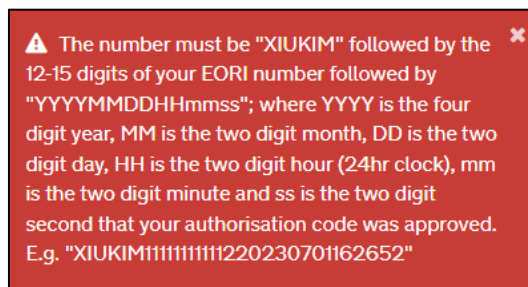 The number must be "XIUKIM" followed by the
12-15 digits of your EORI number followed by
"YYYYMMDDHHmmss"; where YYYY is the four
digit year, MM is the two digit month, DD is the two
digit day, HH is the two digit hour (24hr clock), mm
is the two digit minute and ss is the two digit
second that your authorisation code was approved.
E.g. "XIUKIM11111111111220230701162652"